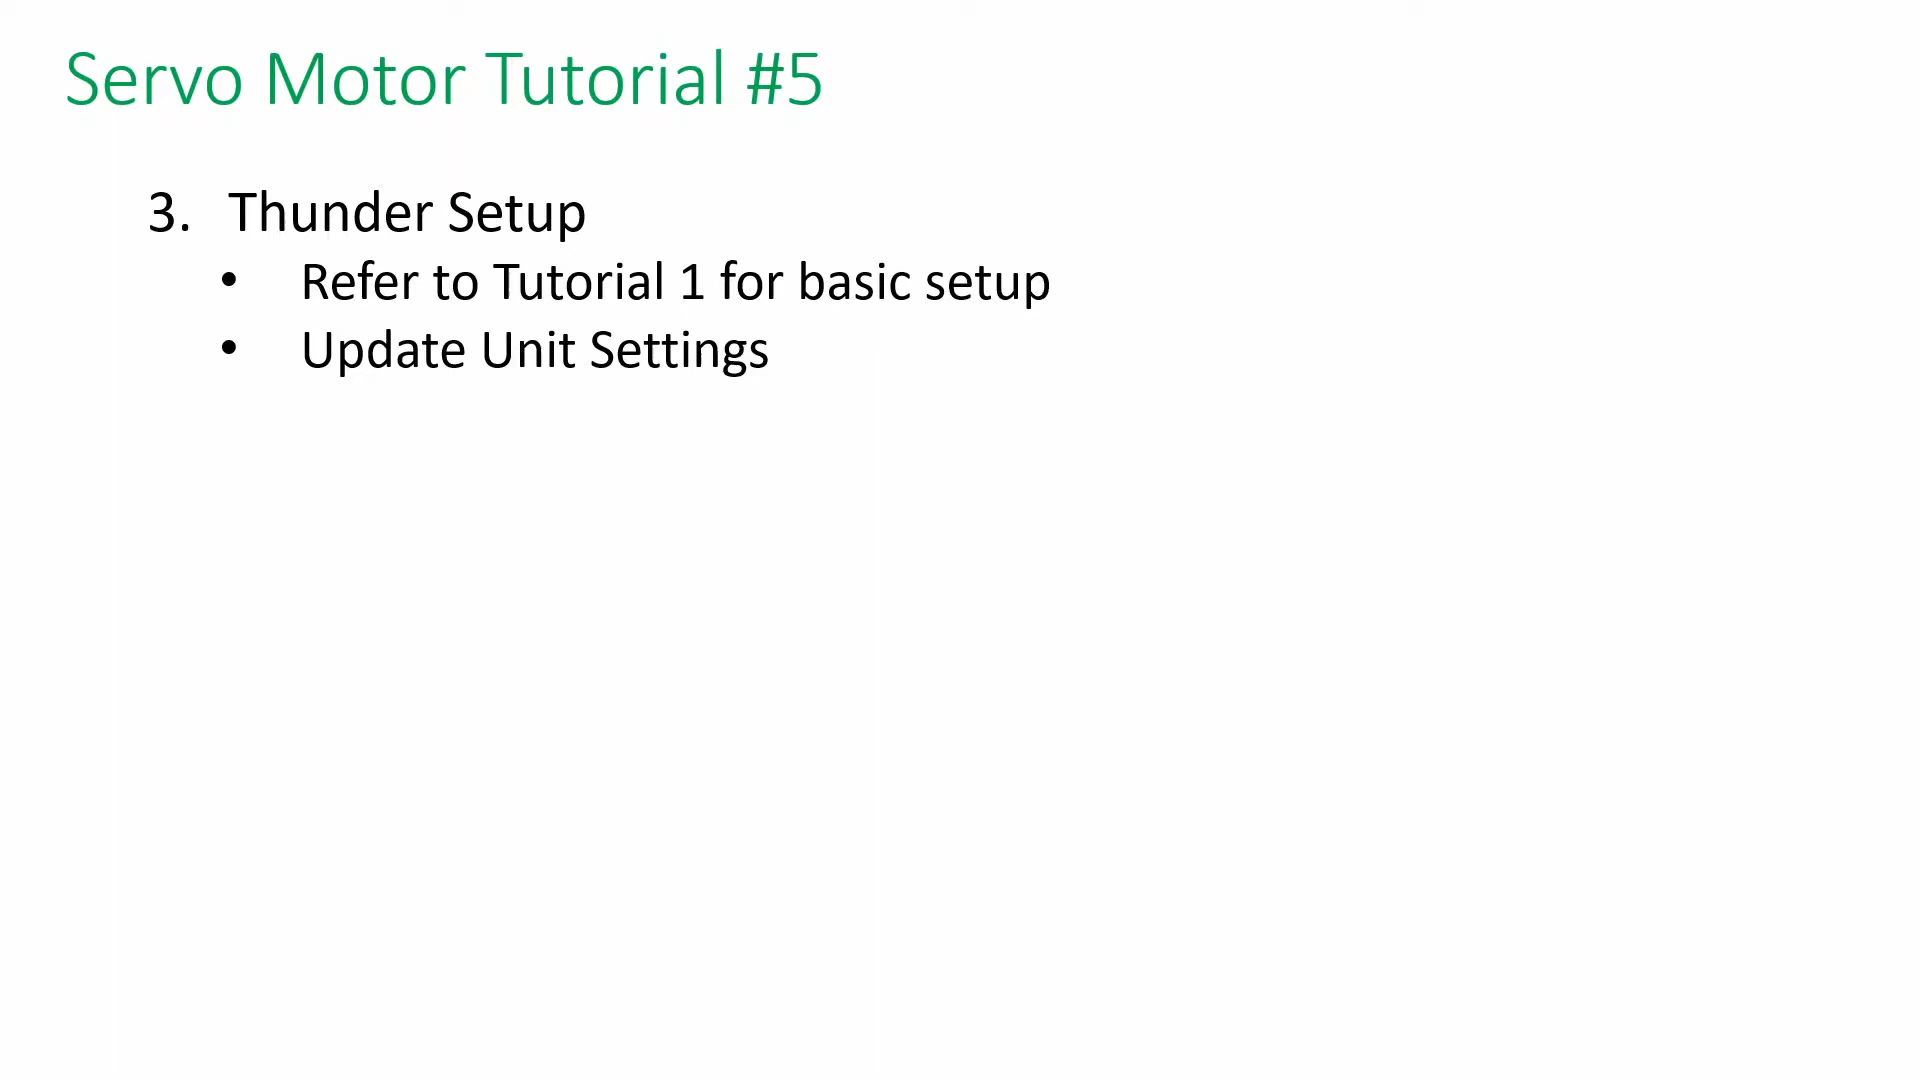 Servo Motor Tutorial #5
3. Thunder Setup
• Refer to Tutorial 1 for basic setup
• Update Unit Settings